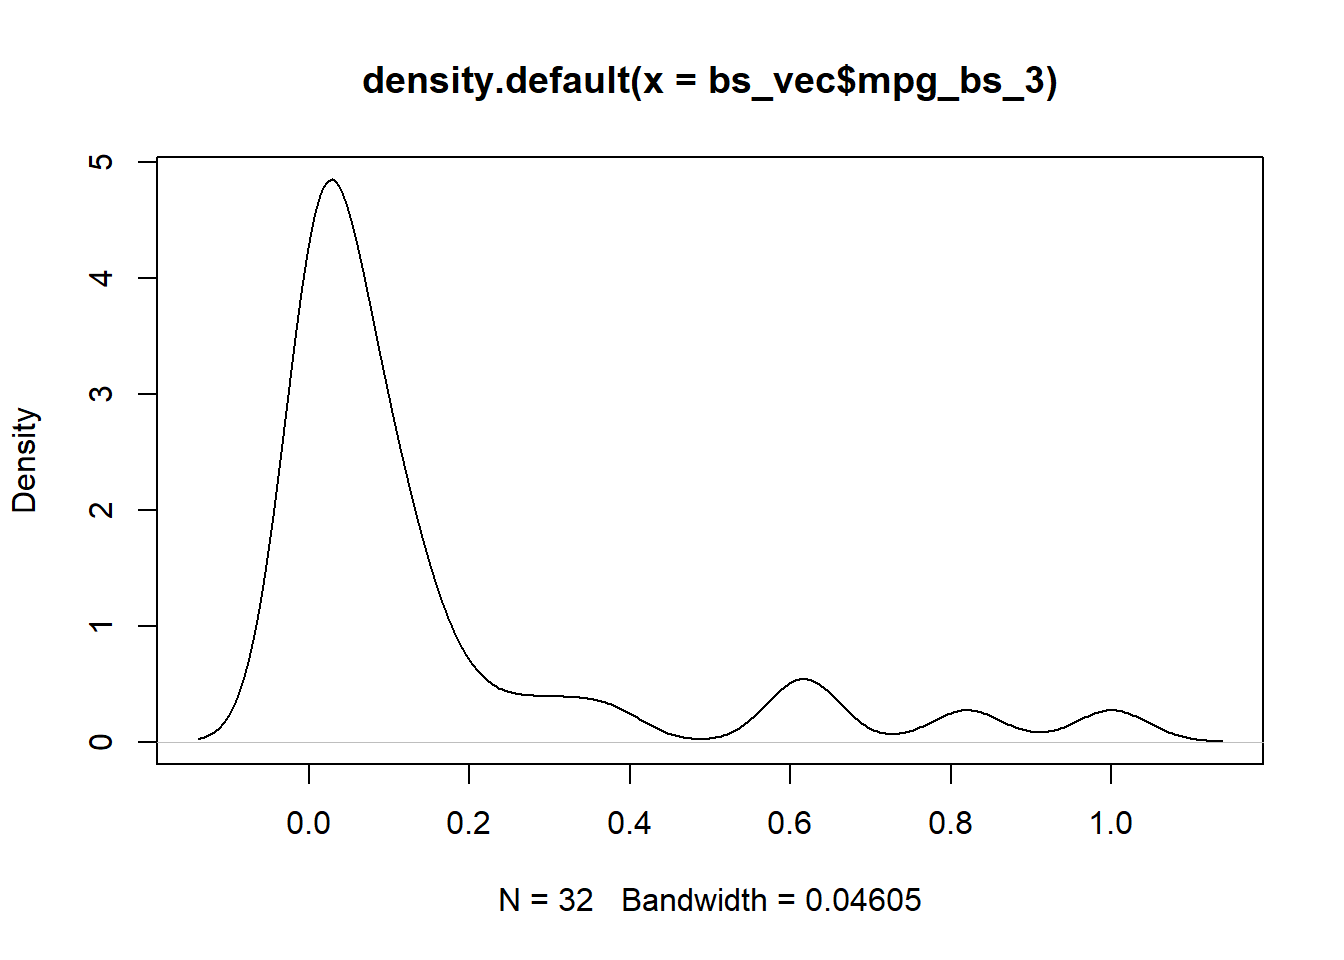 density.default(x = bs_vec$mpg_bs_3)
Density
5
4
3
2
1
0
0.0 0.2 0.4 0.6 0.8 1.0
N = 32 Bandwidth = 0.04605